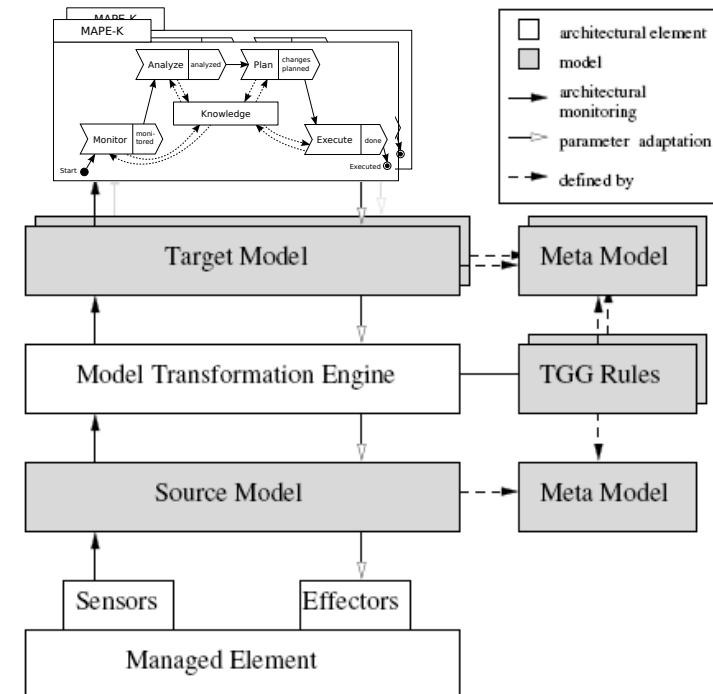 MAPE-K
MAPE-K
Analyze
analyzed
Plan
changes
planned
Knowledge
Monitor
moni-
tored
Execute
done
Start
Executed
architectural element
model
architectural
monitoring
parameter adaptation
defined by
Target Model
Meta Model
Model Transformation Engine
TGG Rules
Source Model
Meta Model
Sensors
Effectors
Managed Element